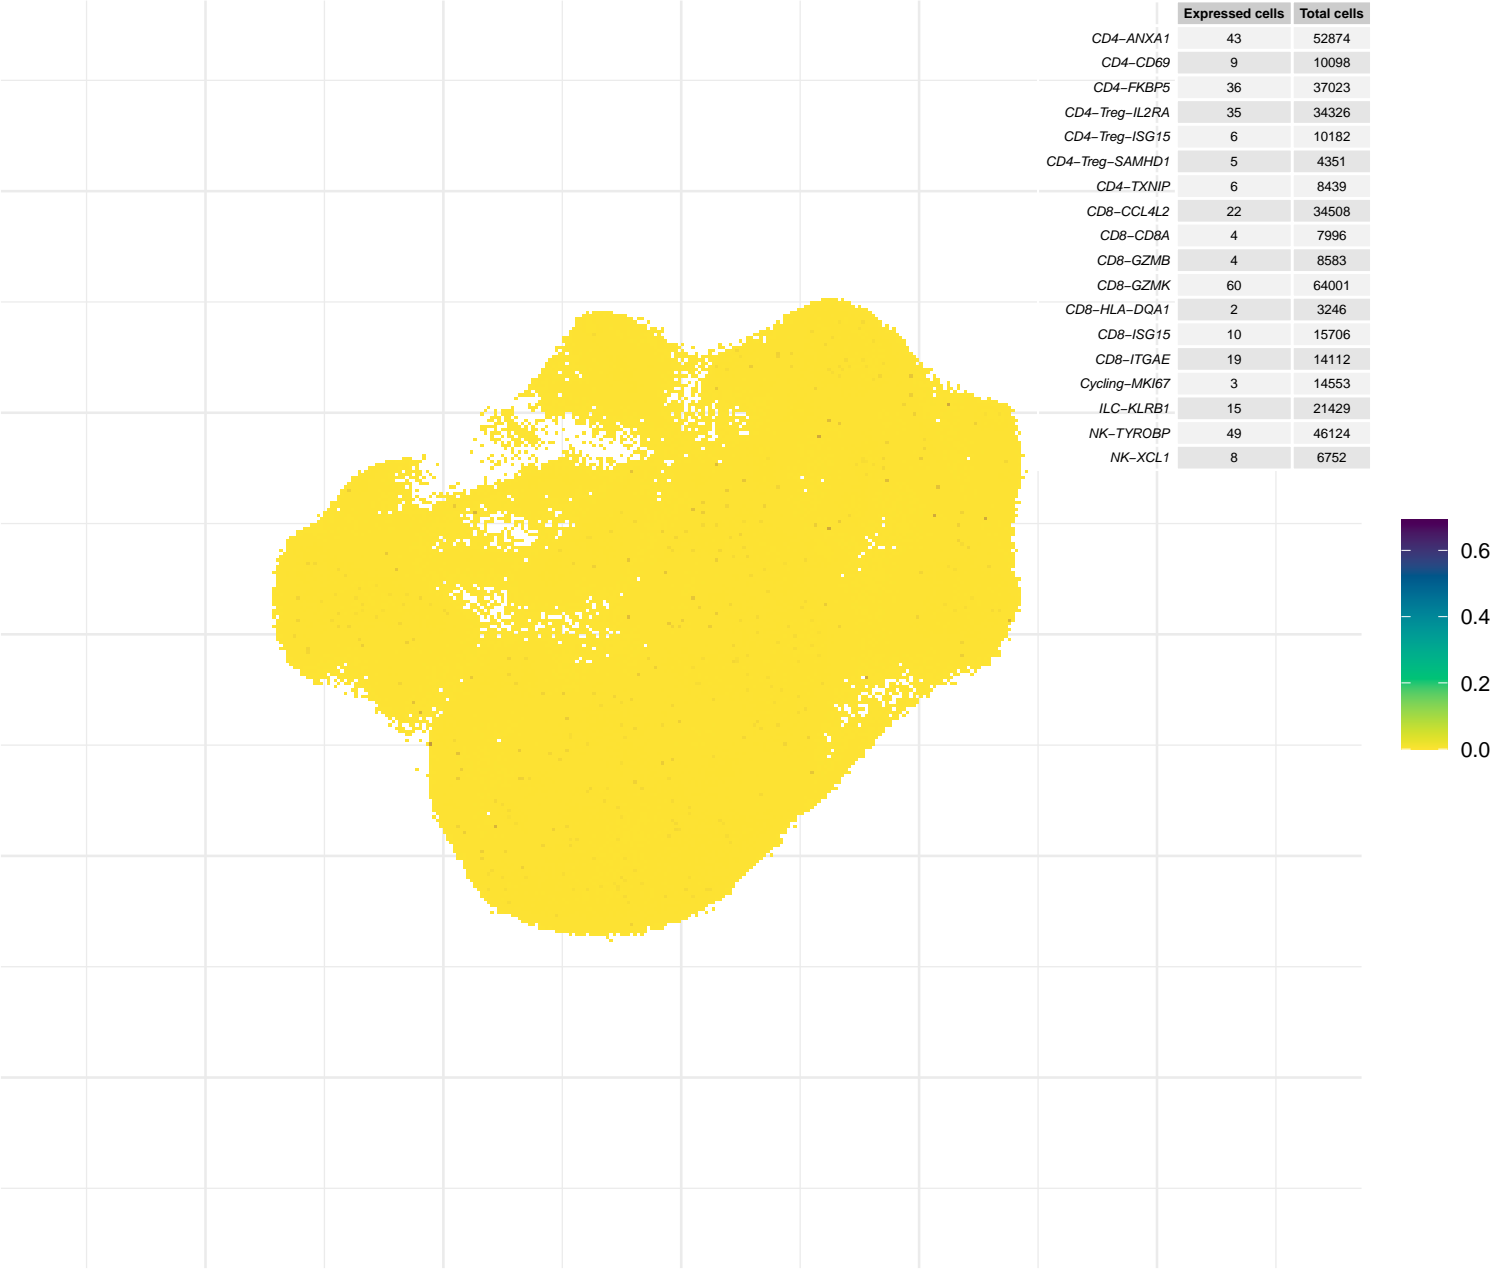 Expressed cells Total cells
CD4−ANXA1 43 52874
CD4−CD69 9 10098
CD4−FKBP5 36 37023
CD4−Treg−IL2RA 35 34326
CD4−Treg−ISG15 6 10182
CD4−Treg−SAMHD1 5 4351
CD4−TXNIP 6 8439
CD8−CCL4L2 22 34508
CD8−CD8A 4 7996
CD8−GZMB 4 8583
CD8−GZMK 60 64001
CD8−HLA−DQA1 2 3246
CD8−ISG15 10 15706
CD8−ITGAE 19 14112
Cycling−MKI67 3 14553
ILC−KLRB1 15 21429
NK−TYROBP 49 46124
NK−XCL1 8 6752
0.6
0.4
0.2
0.0